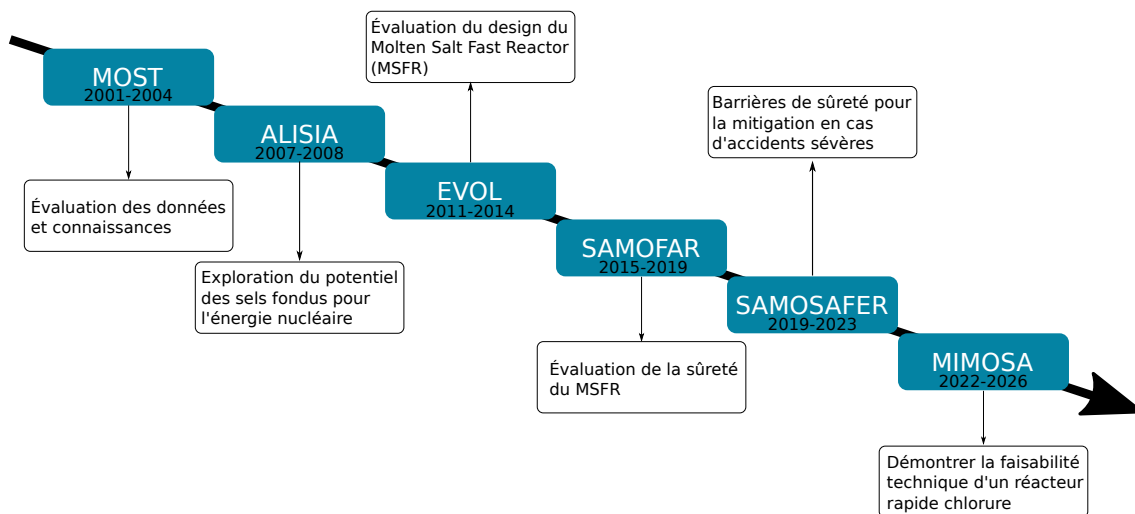 MOST
2001-2004
Évaluation des données
et connaissances
ALISIA
2007-2008
Exploration du potentiel
des sels fondus pour
l'énergie nucléaire
Évaluation du design du
Molten Salt Fast Reactor
(MSFR)
EVOL
2011-2014
SAMOFAR
2015-2019
Évaluation de la sûreté
du MSFR
Barrières de sûreté pour
la mitigation en cas
d'accidents sévères
SAMOSAFER
2019-2023
MIMOSA
2022-2026
Démontrer la faisabilité
technique d'un réacteur
rapide chlorure